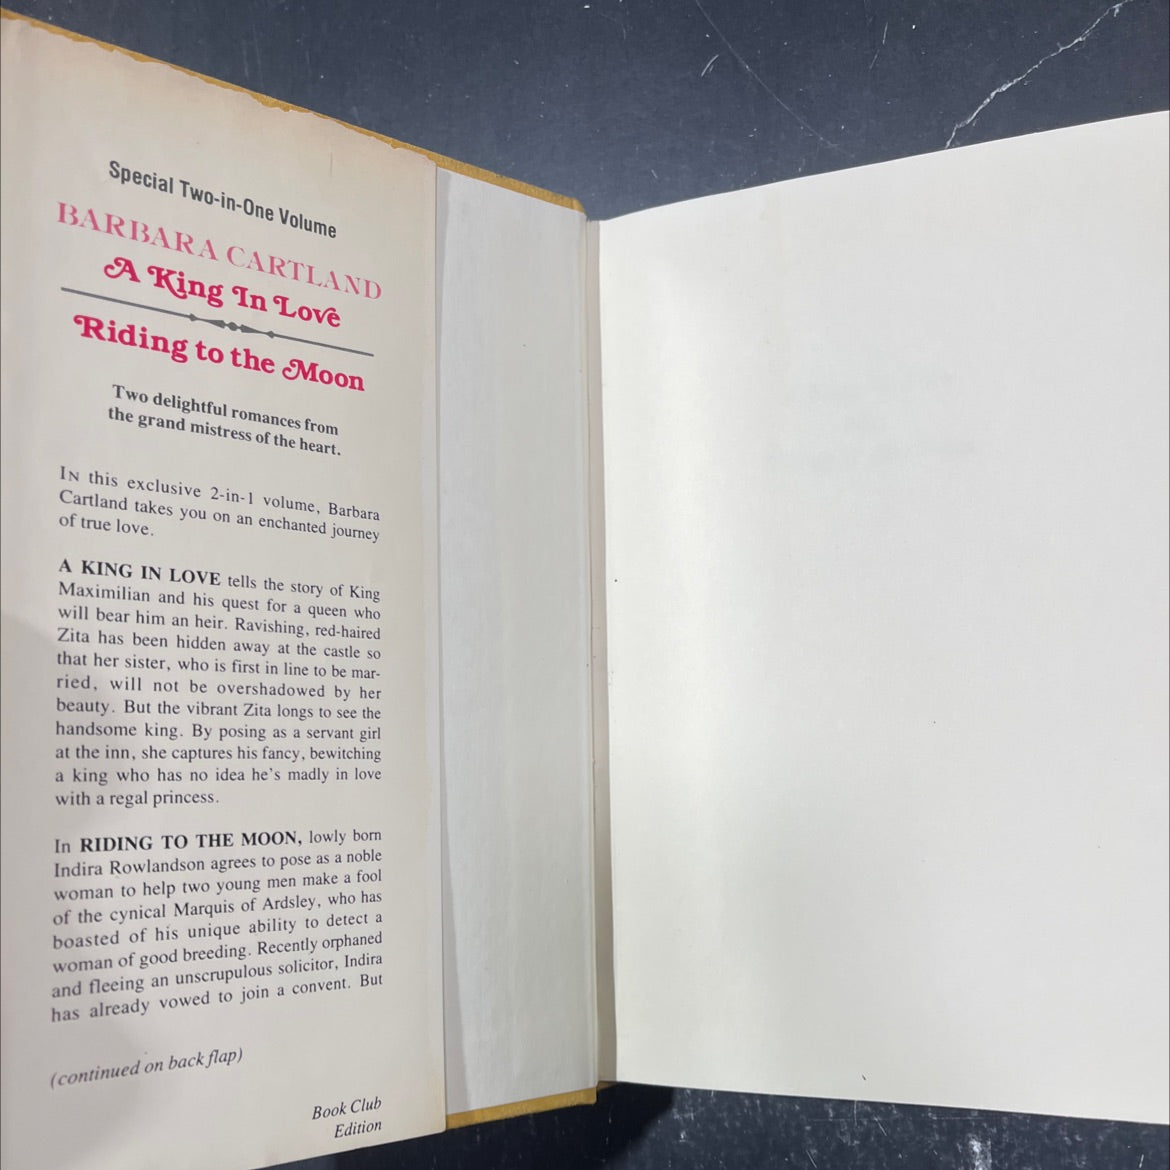 Special Two-in-One Volume
BARBARA CARTLAND
A King In Love
Riding to the Moon
Two delightful romances from
the grand mistress of the heart.
IN this exclusive 2-in-1 volume, Barbara
Cartland takes you on an enchanted journey
of true love.
A KING IN LOVE tells the story of King
Maximilian and his quest for a queen who
will bear him an heir. Ravishing, red-haired
Zita has been hidden away at the castle so
that her sister, who is first in line to be mar-
ried, will not be overshadowed by her
beauty. But the vibrant Zita longs to see the
handsome king. By posing as a servant girl
at the inn, she captures his fancy, bewitching
a king who has no idea he's madly in love
with a regal princess.
In RIDING TO THE MOON, lowly born
Indira Rowlandson agrees to pose as a noble
woman to help two young men make a fool
of the cynical Marquis of Ardsley, who has
boasted of his unique ability to detect a
woman of good breeding. Recently orphaned
and fleeing an unscrupulous solicitor, Indira
has already vowed to join a convent. But
(continued on back flap)
Book Club
Edition